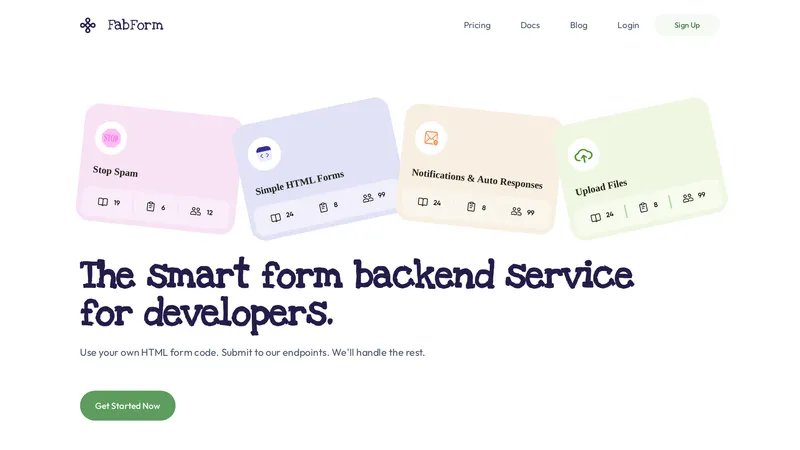 FabForm
Pricing
Docs
Blog
Login
Sign Up
STOP
Stop Spam
19
6
12
Simple HTML Forms
24
8
99
Notifications & Auto Responses
24
8
99
Upload Files
24
8
99
The smart form backend service
for developers.
Use your own HTML form code. Submit to our endpoints. We'll handle the rest.
Get Started Now